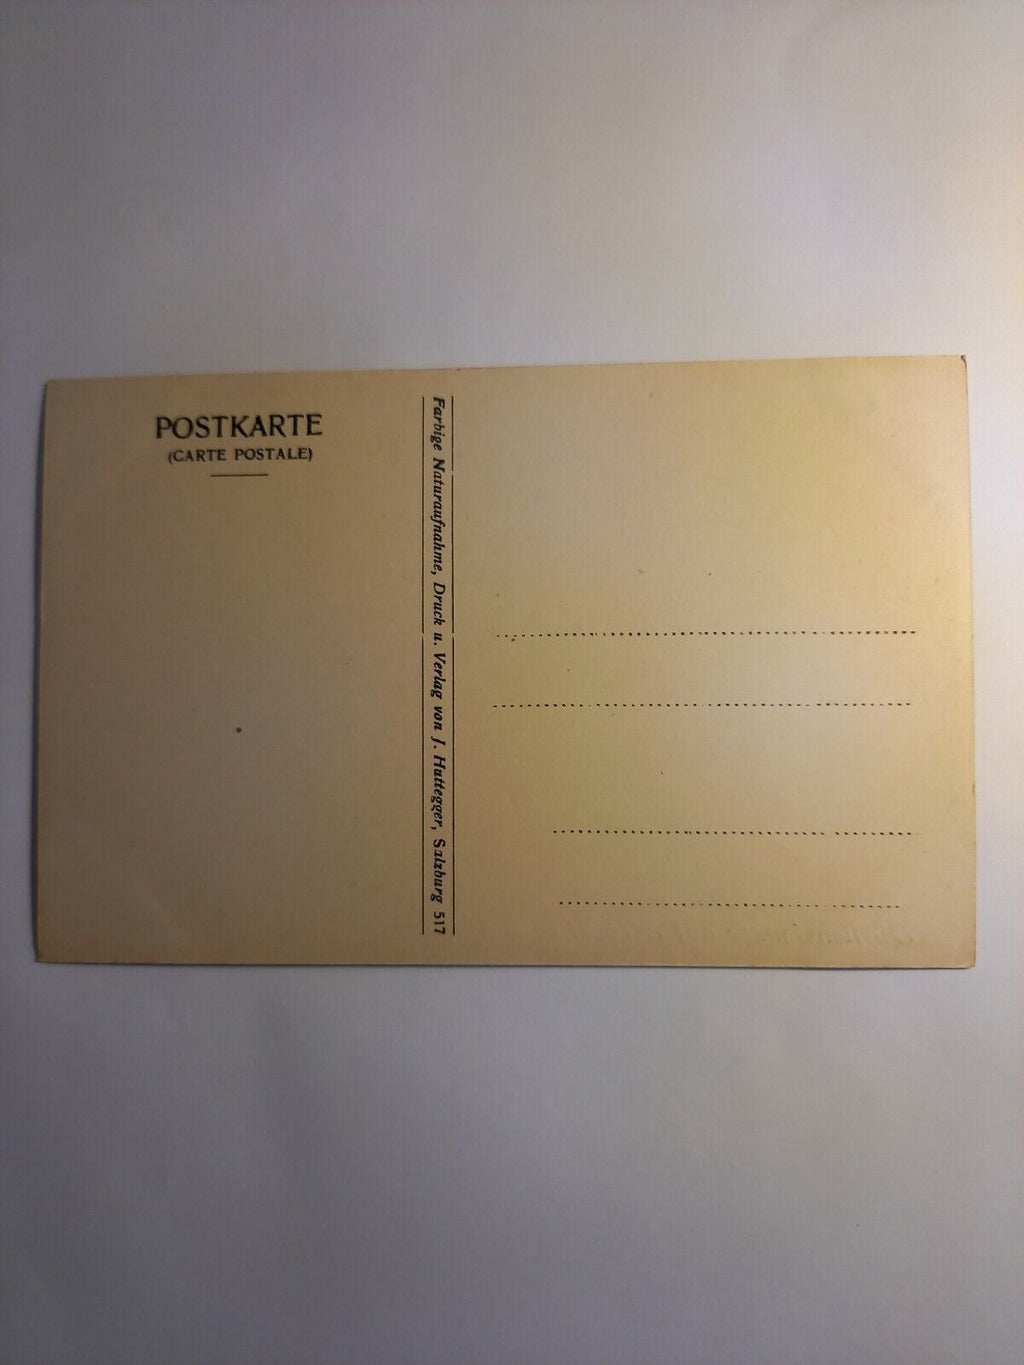 POSTKARTE
(CARTE POSTALE)
Farbige Naturaufnahme, Druck u. Verlag von J. Huttegger, Salzburg 517